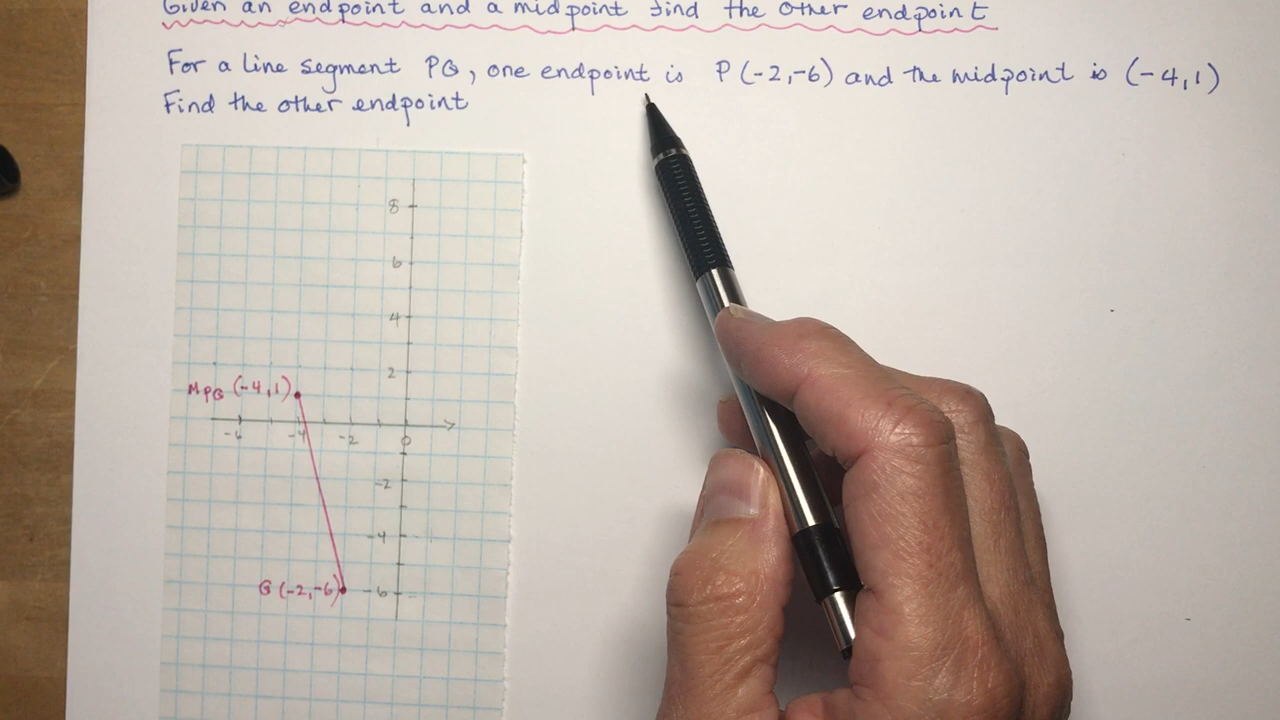 Given an endpoint and a midpoint find the other endpoint
For a line segment PQ, one endpoint is P(-2,-6) and the midpoint is (-4,1)
Find the other endpoint
8
6
4
2
MPQ (-4,1)
-6 -4 -2 0
-2
-4
Q(-2,-6) -6